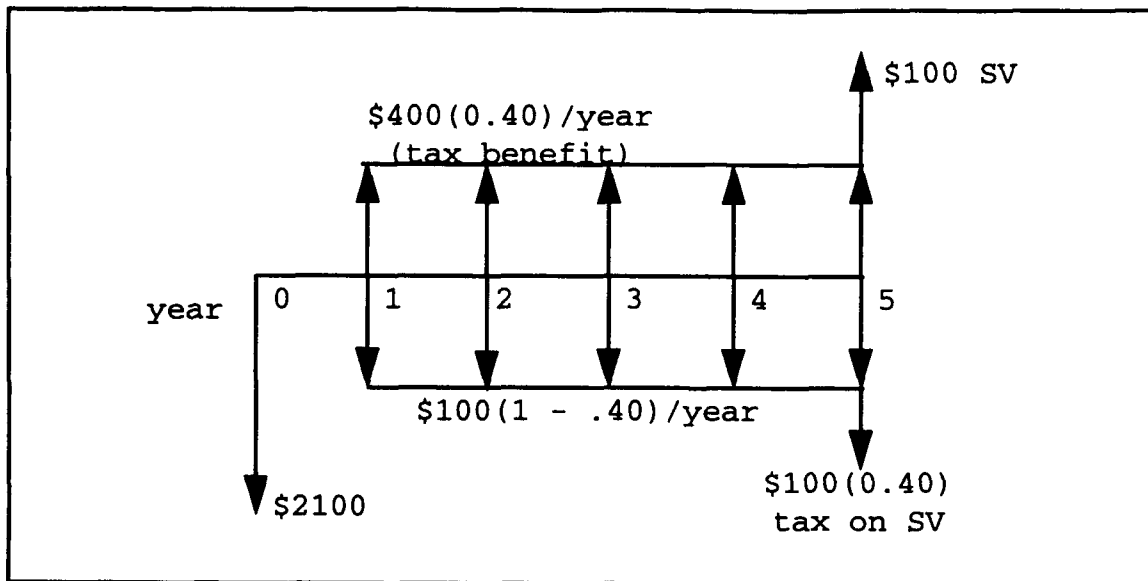 $100 SV
$400(0.40)/year
(tax benefit)
year 0 1 2 3 4 5
$100(1 - .40)/year
$2100
$100(0.40)
tax on SV